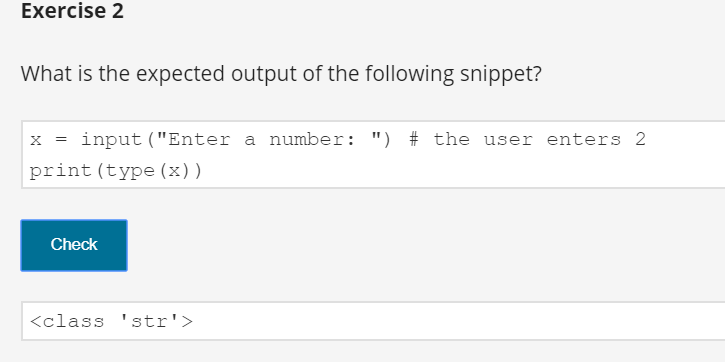 Exercise 2
What is the expected output of the following snippet?
x = input("Enter a number: ") # the user enters 2
print(type(x))
Check
<class 'str'>